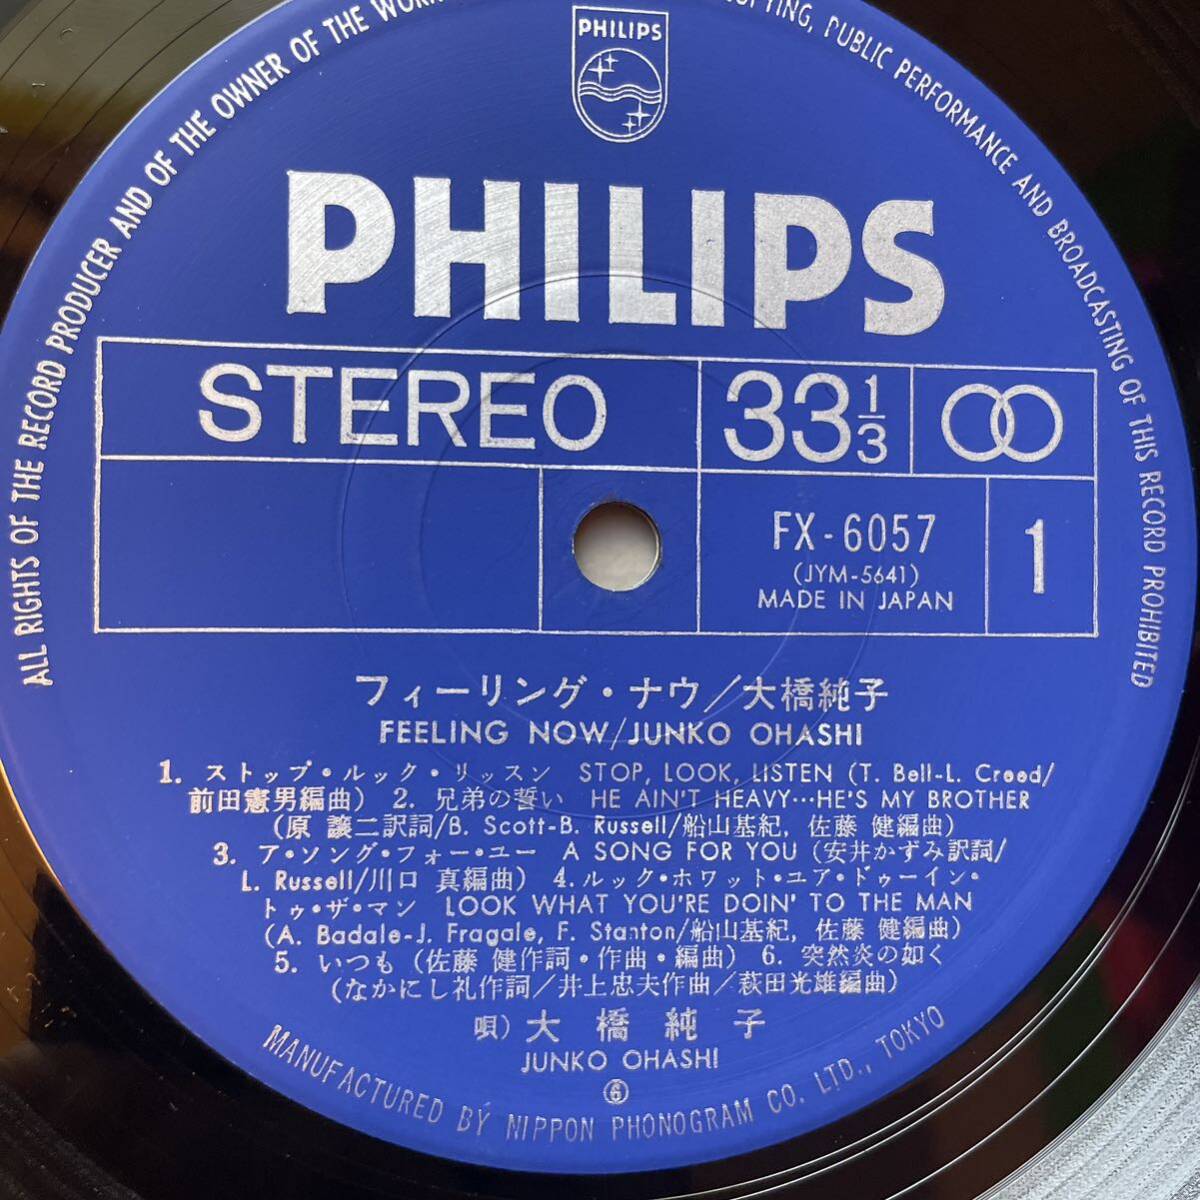 ALL RIGHTS OF THE RECORD PRODUCER AND OF THE OWNER OF THE
PUBLIC PERFORMANCE AND BROADCASTING OF THIS RECORD PROHIBITED
PHILIPS
PHILIPS
STEREO 33 1/3
FX-6057
(JYM-5641)
MADE IN JAPAN
1
フィーリング・ナウ/大橋純子
FEELING NOW/JUNKO OHASHI
1. ストップ・ルック・リッスン STOP, LOOK, LISTEN (T. Bell-L. Creed/
前田憲男編曲) 2. 兄弟の誓い HE AIN'T HEAVY…HE'S MY BROTHER
(原 譲二訳詞/B. Scott-B. Russell/船山基紀, 佐藤 健編曲)
3. ア・ソング・フォー・ユー A SONG FOR YOU (安井かずみ訳詞/
L. Russell/川口 真編曲) 4. ルック・ホワット・ユア・ドゥーイン・
トゥ・ザ・マン LOOK WHAT YOU'RE DOIN' TO THE MAN
(A. Badale-J. Fragale, F. Stanton/船山基紀, 佐藤 健編曲)
5. いつも (佐藤 健作詞・作曲・編曲) 6. 突然炎の如く
(なかにし礼作詞/井上忠夫作曲/萩田光雄編曲)
唄) 大橋純子
JUNKO OHASHI
⑥
MANUFACTURED BY NIPPON PHONOGRAM CO. LTD., TOKYO